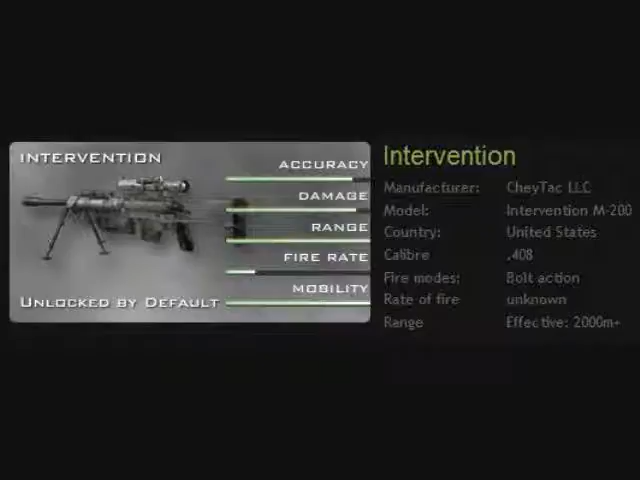 INTERVENTION
ACCURACY
DAMAGE
RANGE
FIRE RATE
MOBILITY
UNLOCKED BY DEFAULT
Intervention
Manufacturer: CheyTac LLC
Model: Intervention M-200
Country: United States
Calibre .408
Fire modes: Bolt action
Rate of fire unknown
Range Effective: 2000m+